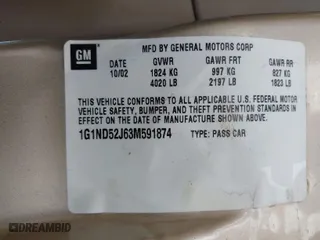 GM
MFD BY GENERAL MOTORS CORP
10/02 GVWR GAWR FRT GAWR RR
1824 KG 997 KG 827 KG
4020 LB 2197 LB 1823 LB
THIS VEHICLE CONFORMS TO ALL APPLICABLE U.S. FEDERAL MOTOR
VEHICLE SAFETY, BUMPER, AND THEFT PREVENTION STANDARDS IN
EFFECT ON THE DATE OF MANUFACTURE SHOWN ABOVE.
1G1ND52J63M591874 TYPE: PASS CAR
© DREAMBID